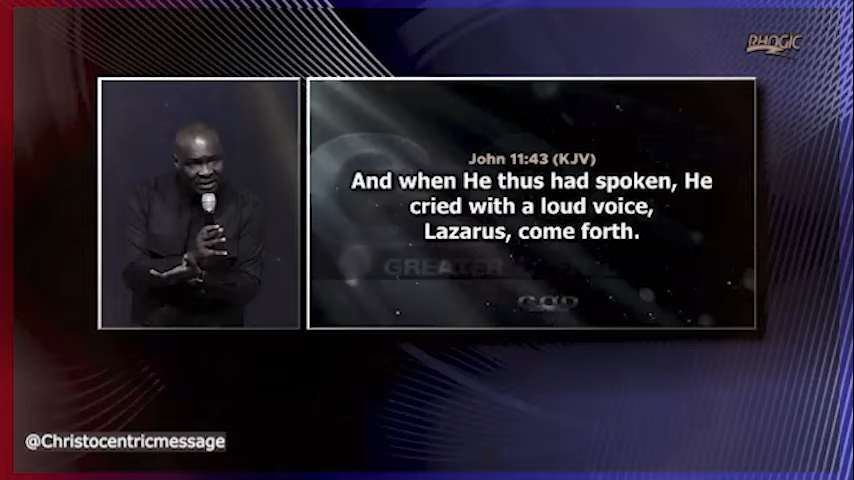 RHOGIC
John 11:43 (KJV)
And when He thus had spoken, He
cried with a loud voice,
Lazarus, come forth.
GREATER
GOD
@Christocentricmessage